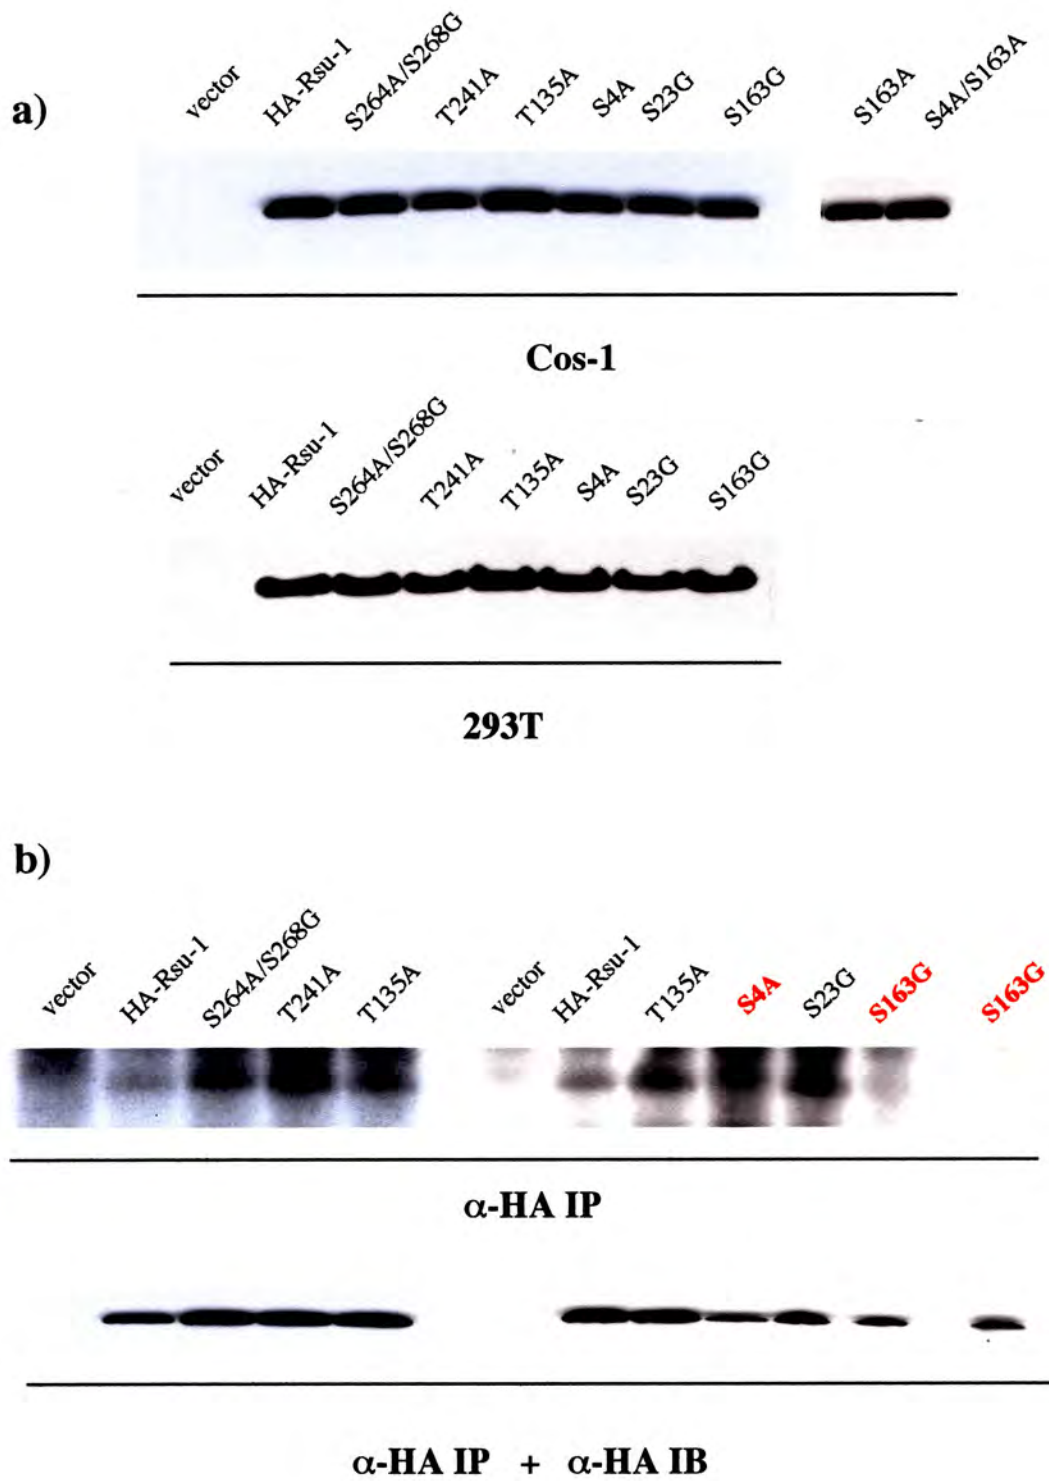 a)
vector HA-Rsu-1 S264A/S268G T241A T135A S4A S23G S163G S163A S4A/S163A
Cos-1
vector HA-Rsu-1 S264A/S268G T241A T135A S4A S23G S163G
293T
b)
vector HA-Rsu-1 S264A/S268G T241A T135A vector HA-Rsu-1 T135A S4A S23G S163G S163G
α-HA IP
α-HA IP + α-HA IB